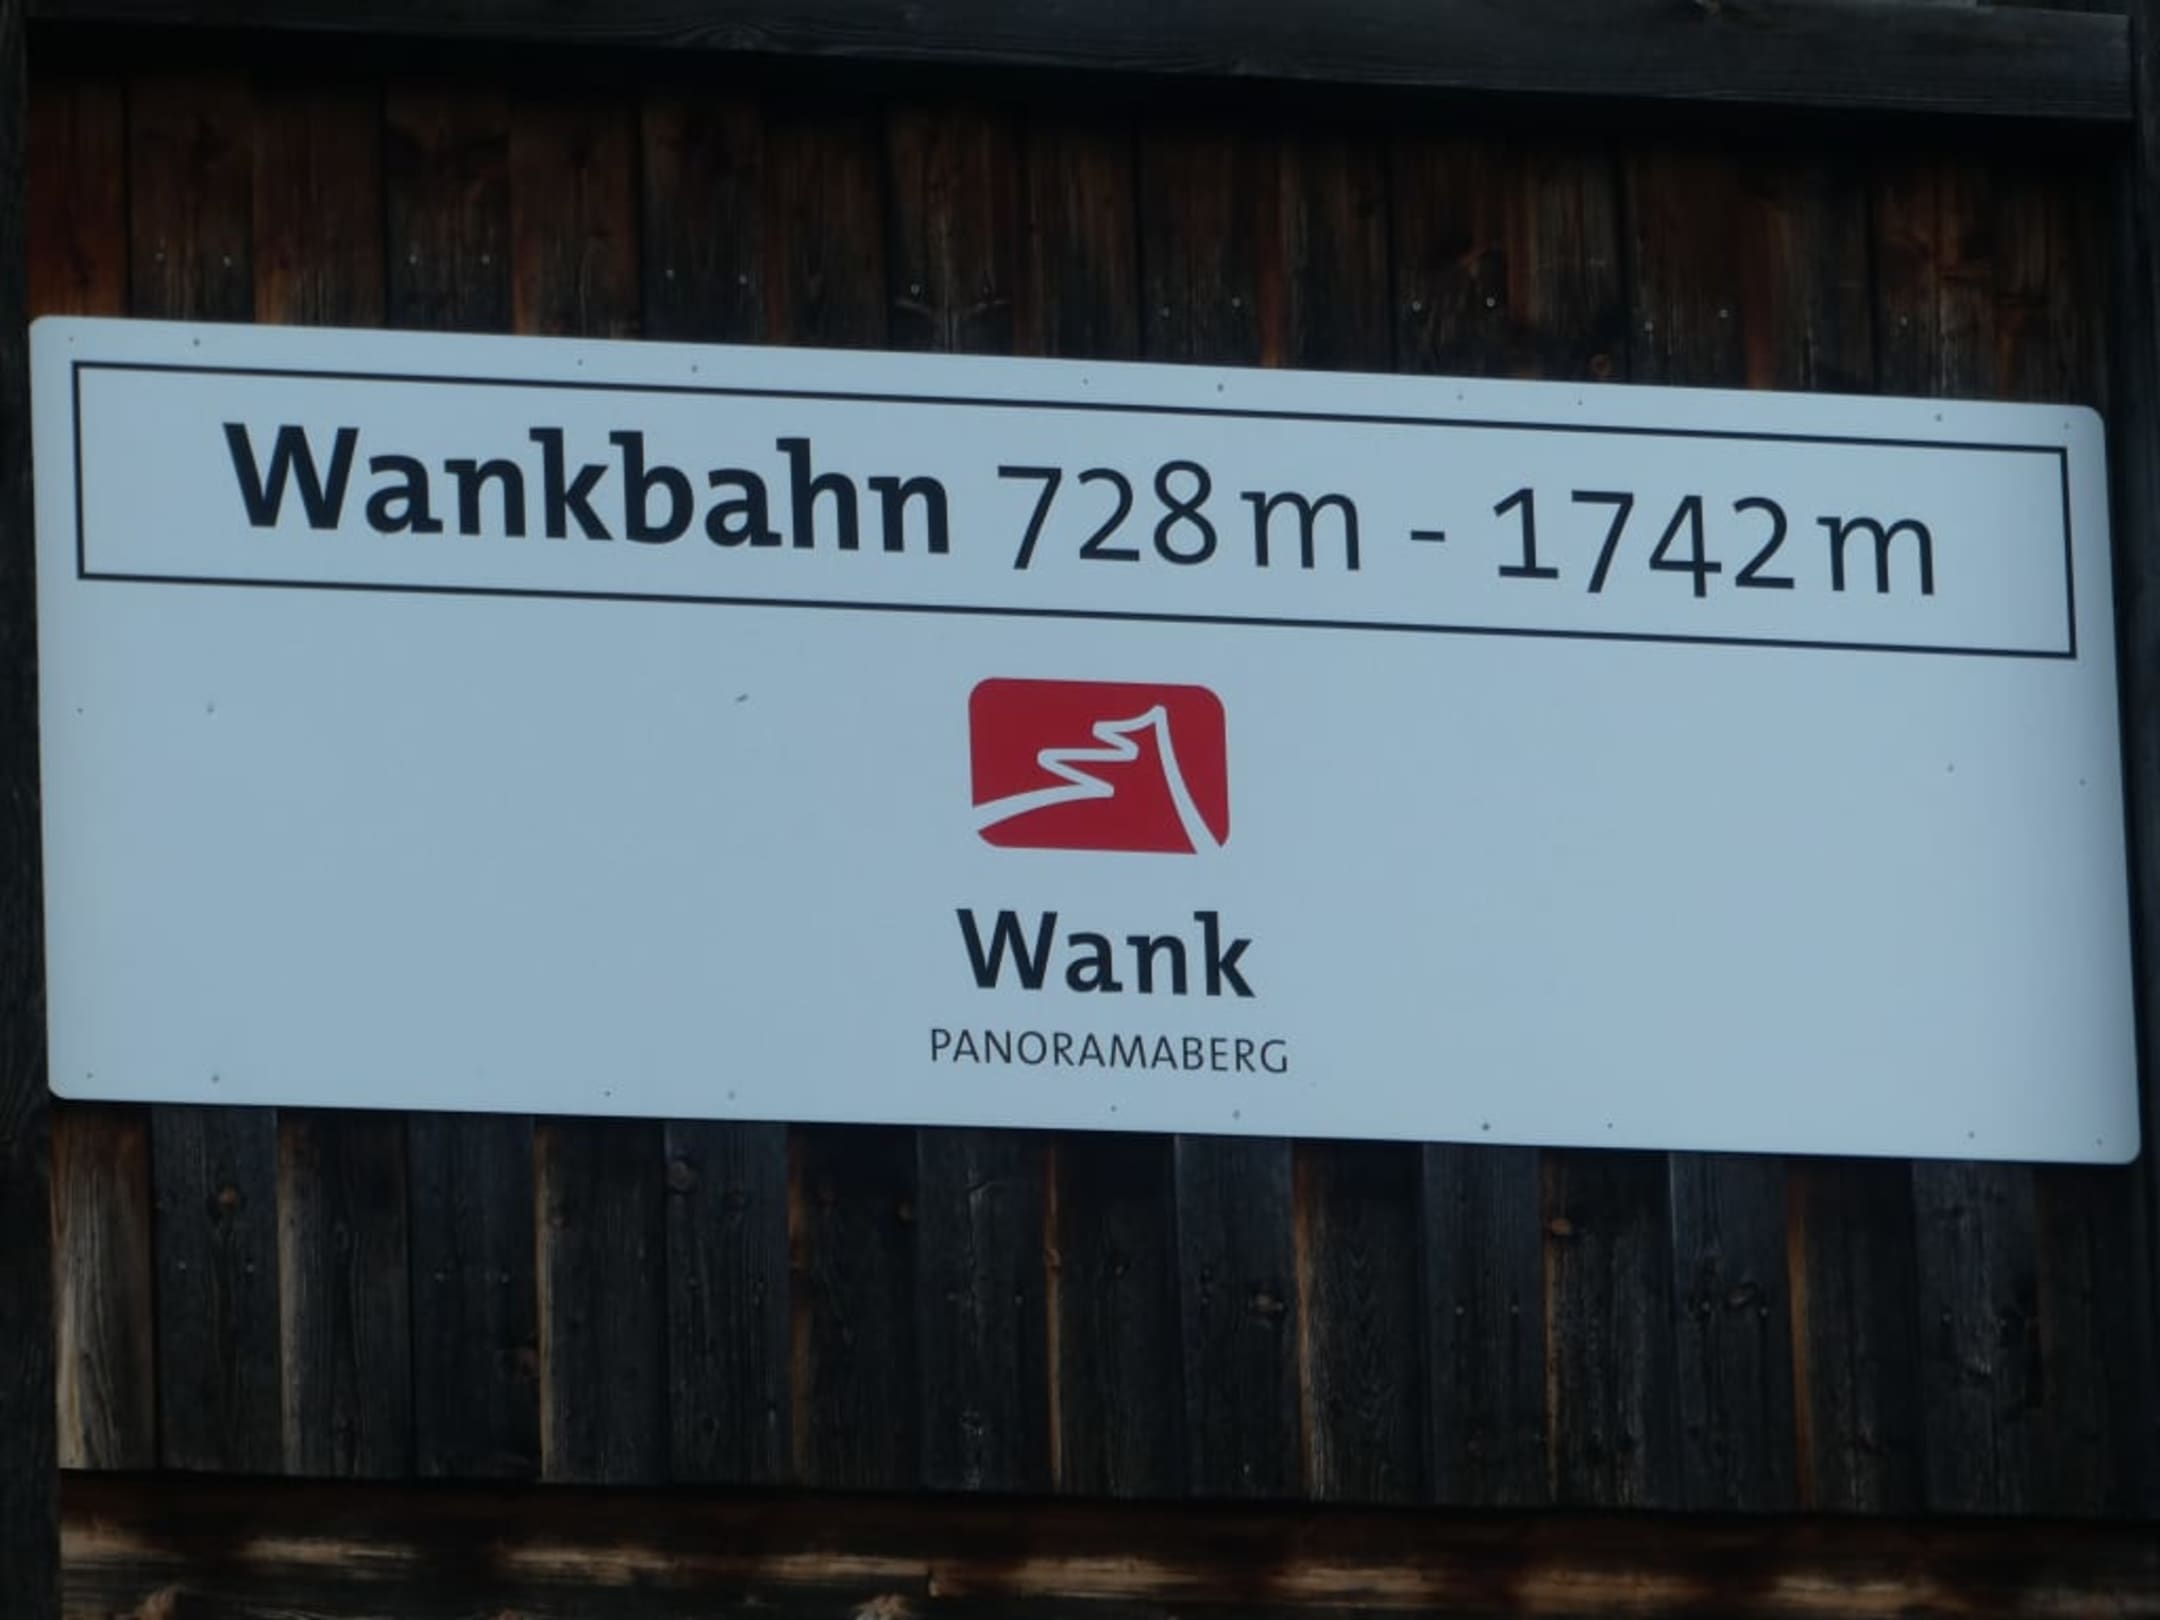 Wankbahn 728 m - 1742 m
Wank
PANORAMABERG